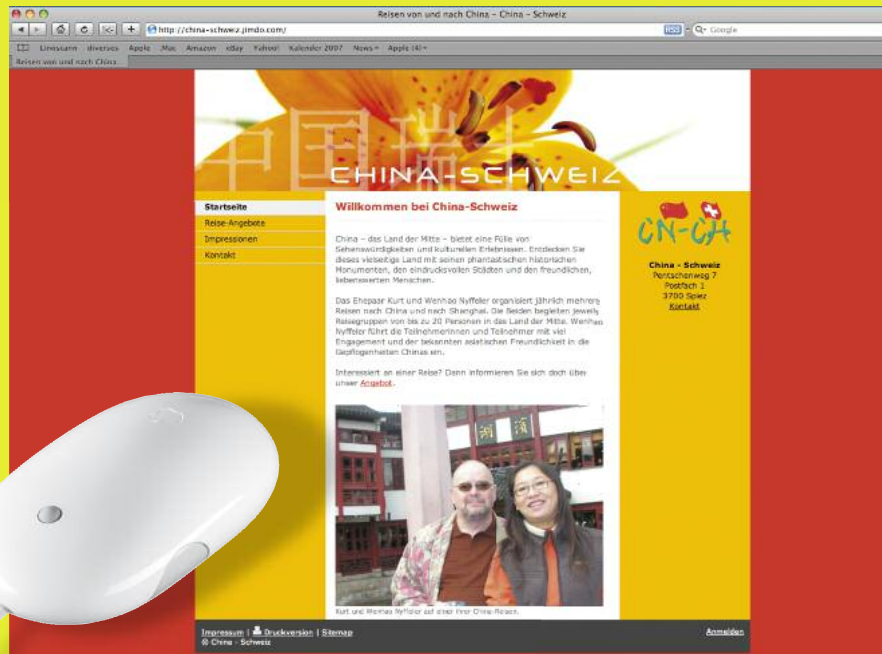 Reisen von und nach China – China – Schweiz
http://china-schweiz.jimdo.com/
RSS
Google
diverses Apple .Mac Amazon eBay Yahoo! Kalender 2007 News Apple (4)
Reisen von und nach China
中国瑞士
CHINA-SCHWEIZ
Startseite
Reise-Angebote
Impressionen
Kontakt
Willkommen bei China-Schweiz
China – das Land der Mitte – bietet eine Fülle von
Sehenswürdigkeiten und kulturellen Erlebnissen. Entdecken Sie
dieses vielseitige Land mit seinen phantastischen historischen
Monumenten, den eindrucksvollen Städten und den freundlichen,
liebenswerten Menschen.
Das Ehepaar Kurt und Wenhao Nyffeler organisiert jährlich mehrere
Reisen nach China und nach Shanghai. Die Beiden begleiten jeweils
Reisegruppen von bis zu 20 Personen in das Land der Mitte. Wenhao
Nyffeler führt die Teilnehmerinnen und Teilnehmer mit viel
Engagement und der bekannten asiatischen Freundlichkeit in die
Gepflogenheiten Chinas ein.
Interessiert an einer Reise? Dann informieren Sie sich doch über
unser Angebot.
CN-CH
China - Schweiz
Pentschenweg 7
Postfach 1
3700 Spiez
Kontakt
Kurt und Wenhao Nyffeler auf einer ihrer China-Reisen.
Impressum | Druckversion | Sitemap
© China - Schweiz
Anmelden